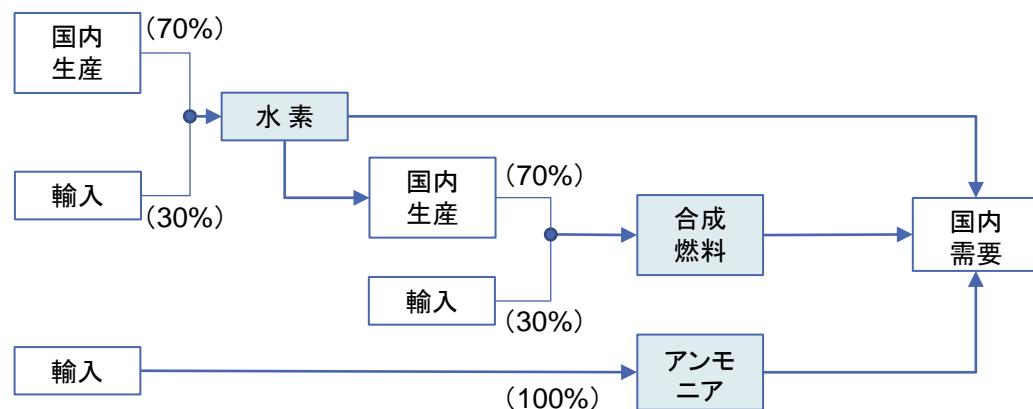 国内
生産
(70%)
水 素
輸入
(30%)
国内
生産
(70%)
合成
燃料
国内
需要
輸入
(30%)
輸入
(100%)
アンモ
ニア